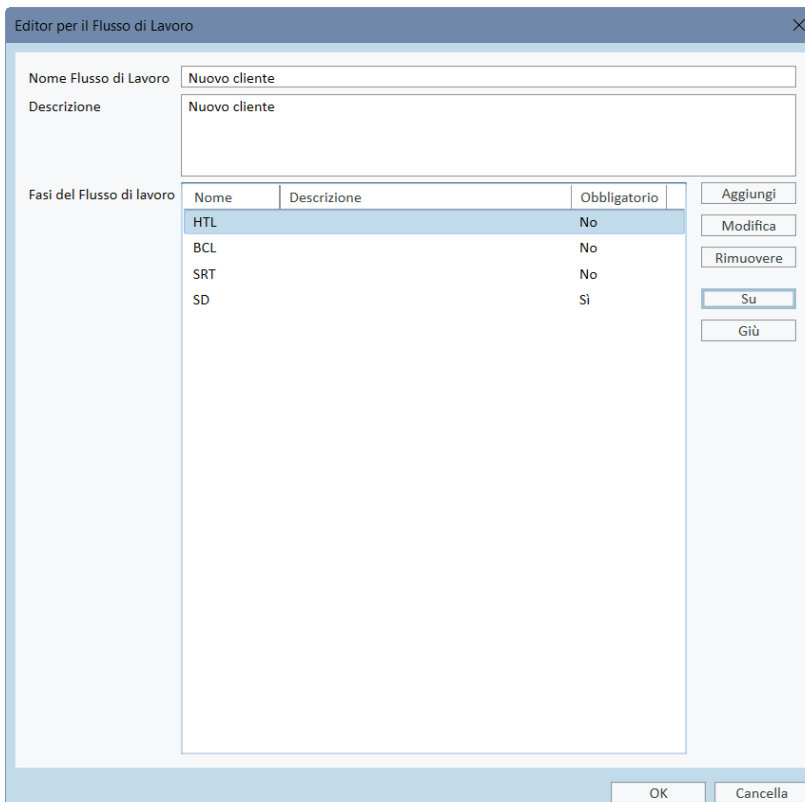 Editor per il Flusso di Lavoro
Nome Flusso di Lavoro Nuovo cliente
Descrizione Nuovo cliente
Fasi del Flusso di lavoro
Nome Descrizione Obbligatorio
HTL No
BCL No
SRT No
SD Sì
Aggiungi
Modifica
Rimuovere
Su
Giù
OK Cancella